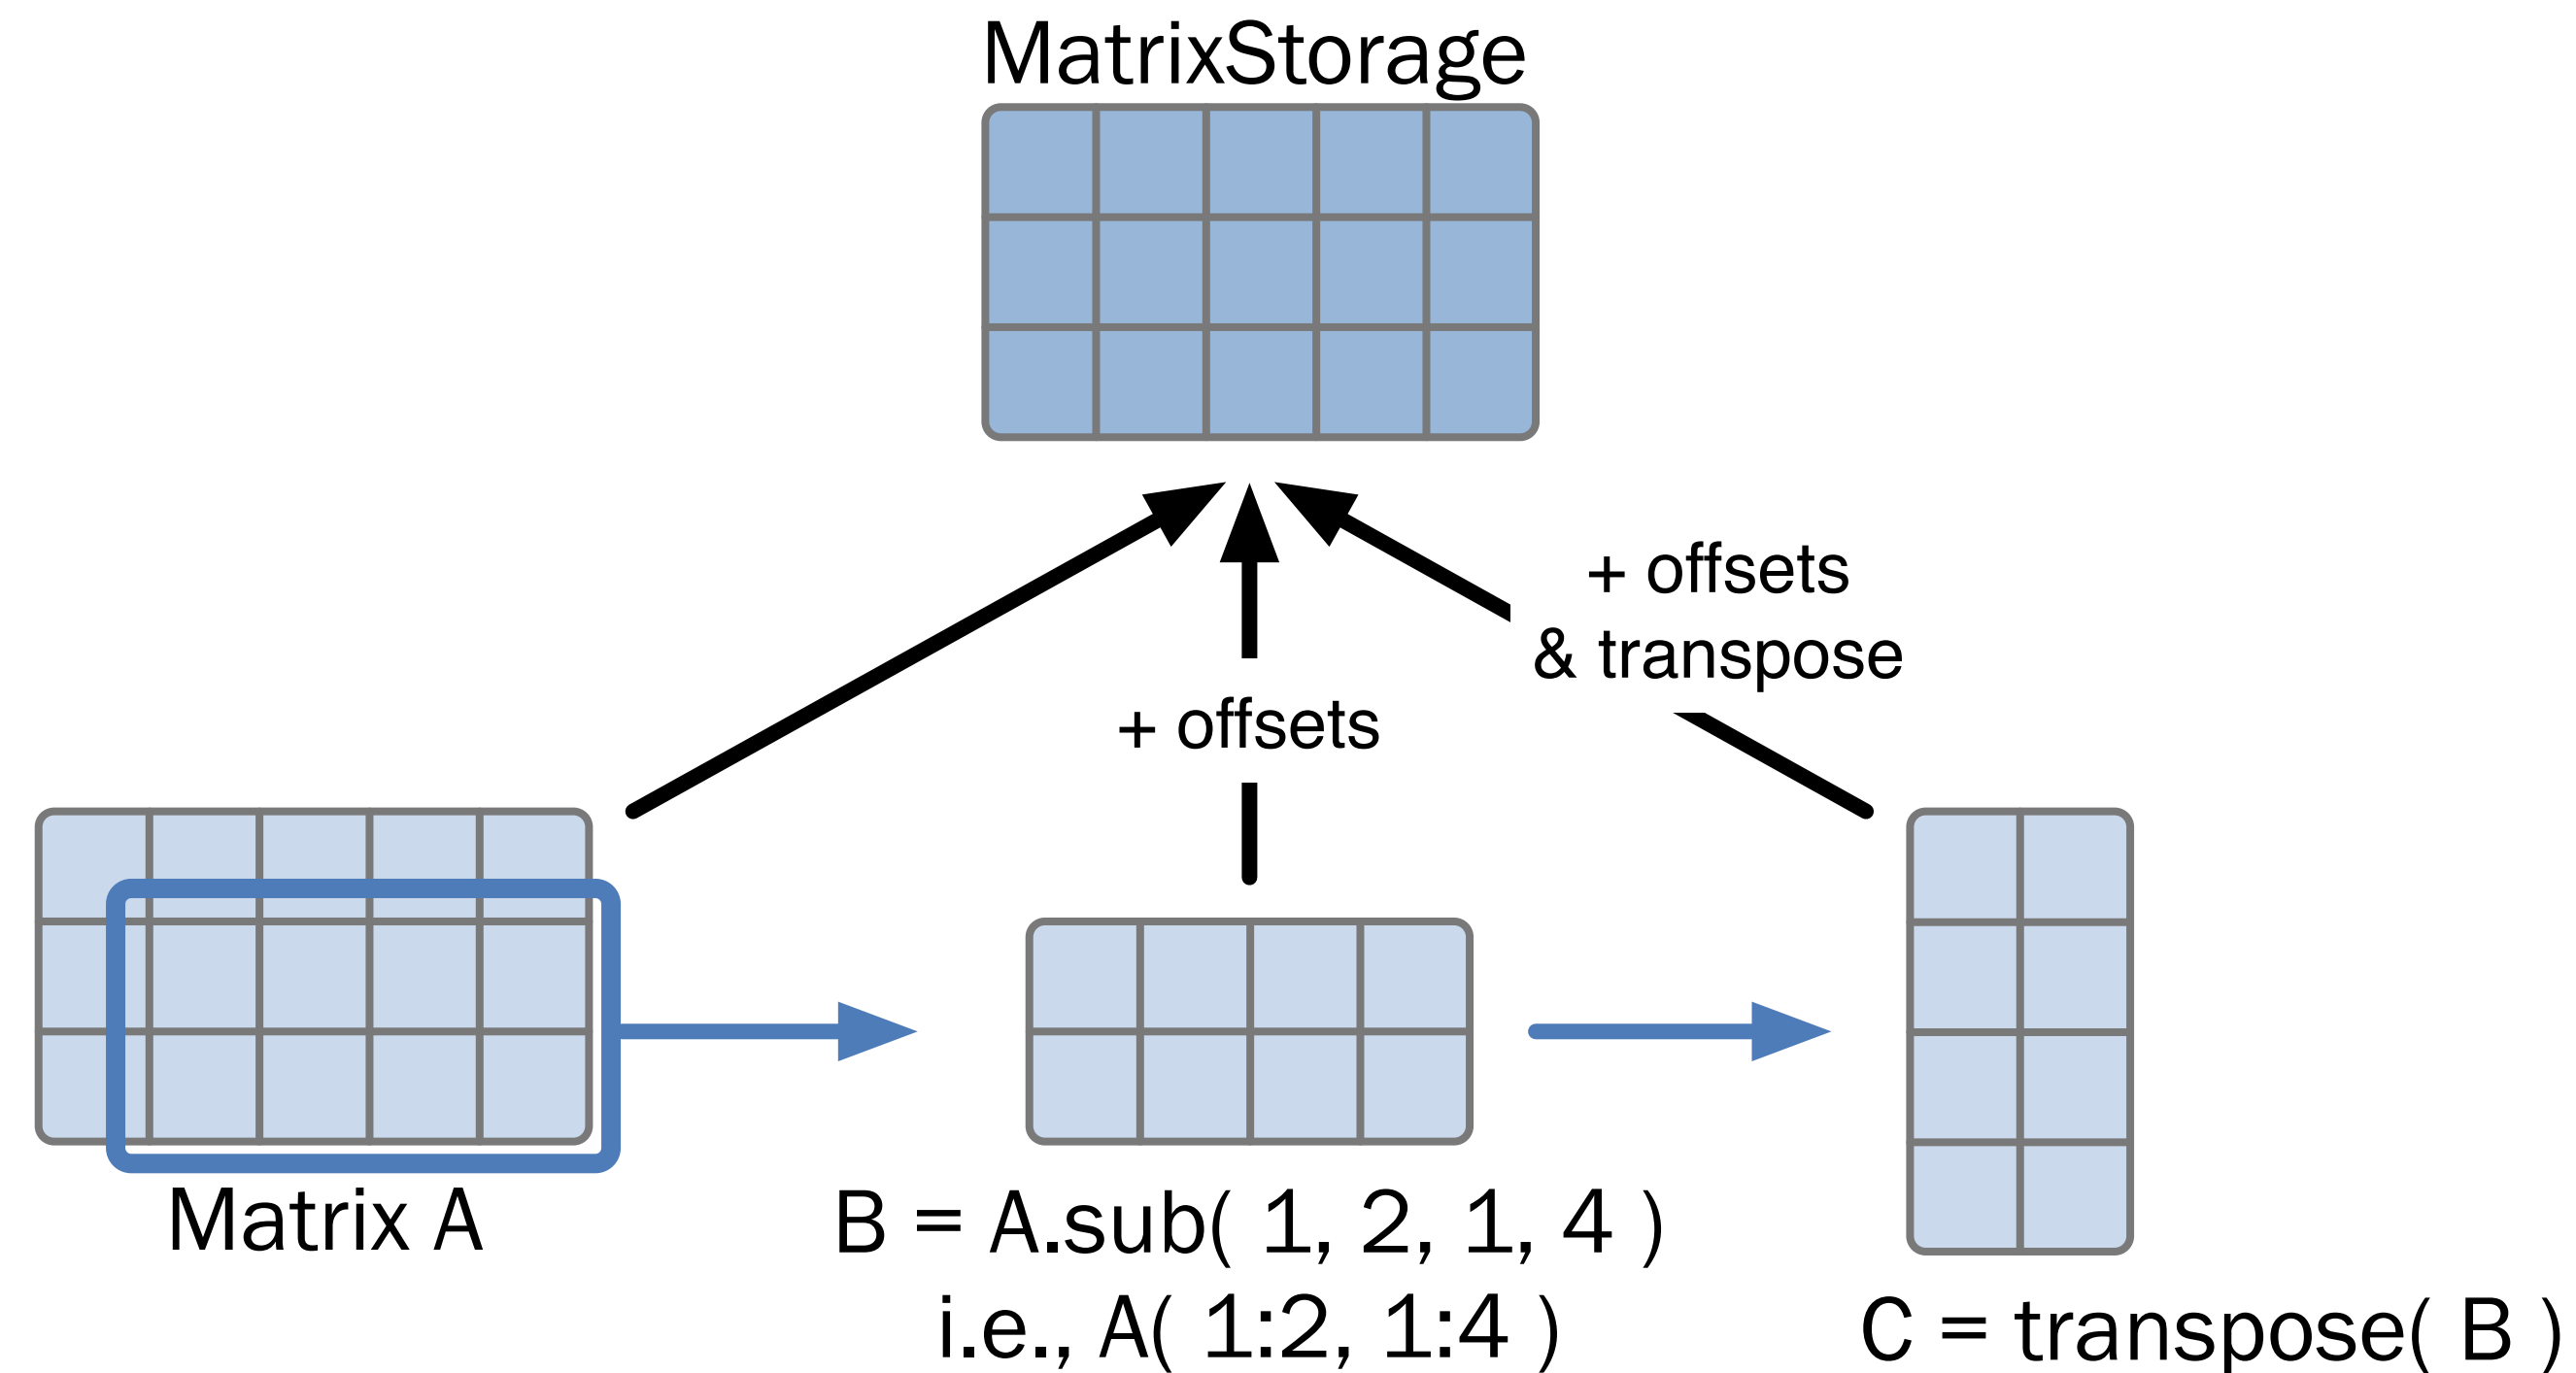 MatrixStorage
+ offsets
& transpose
+ offsets
Matrix A
B = A.sub( 1, 2, 1, 4 )
i.e., A( 1:2, 1:4 )
C = transpose( B )